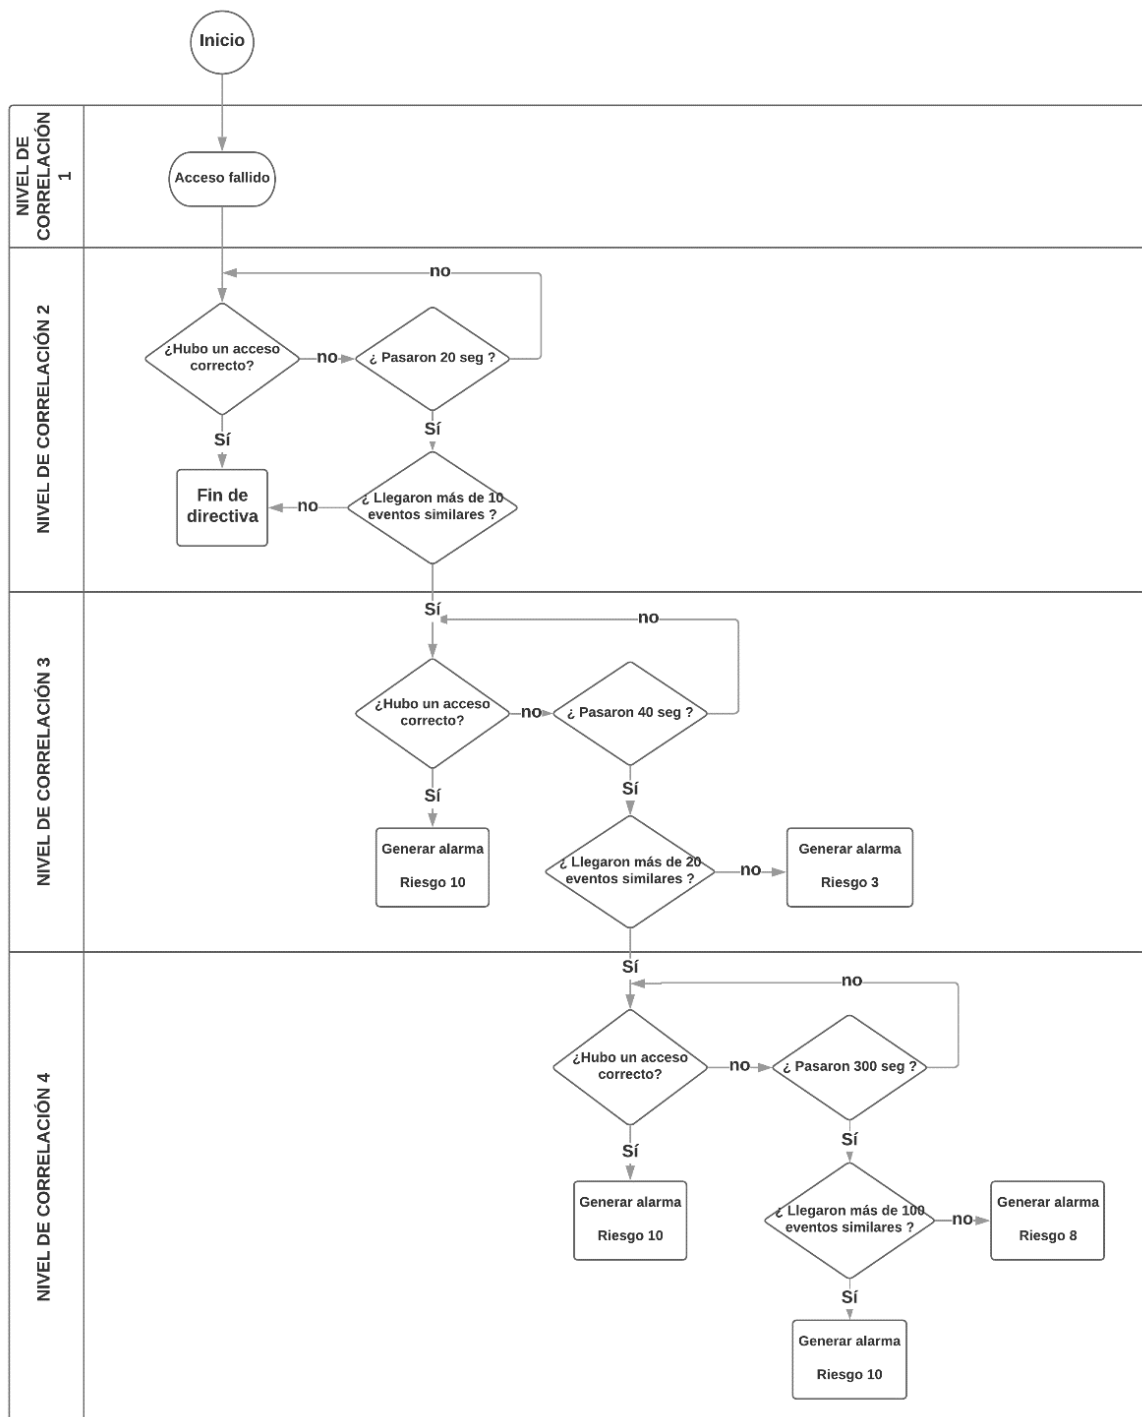 Inicio
NIVEL DE
CORRELACIÓN
1
Acceso fallido
NIVEL DE CORRELACIÓN 2
no
¿Hubo un acceso
correcto?
no
¿ Pasaron 20 seg ?
Sí
Sí
Fin de
directiva
no
¿ Llegaron más de 10
eventos similares ?
NIVEL DE CORRELACIÓN 3
Sí
no
¿Hubo un acceso
correcto?
no
¿ Pasaron 40 seg ?
Sí
Sí
Generar alarma
Riesgo 10
¿ Llegaron más de 20
eventos similares ?
no
Generar alarma
Riesgo 3
NIVEL DE CORRELACIÓN 4
Sí
no
¿Hubo un acceso
correcto?
no
¿ Pasaron 300 seg ?
Sí
Sí
Generar alarma
Riesgo 10
¿ Llegaron más de 100
eventos similares ?
no
Generar alarma
Riesgo 8
Sí
Generar alarma
Riesgo 10